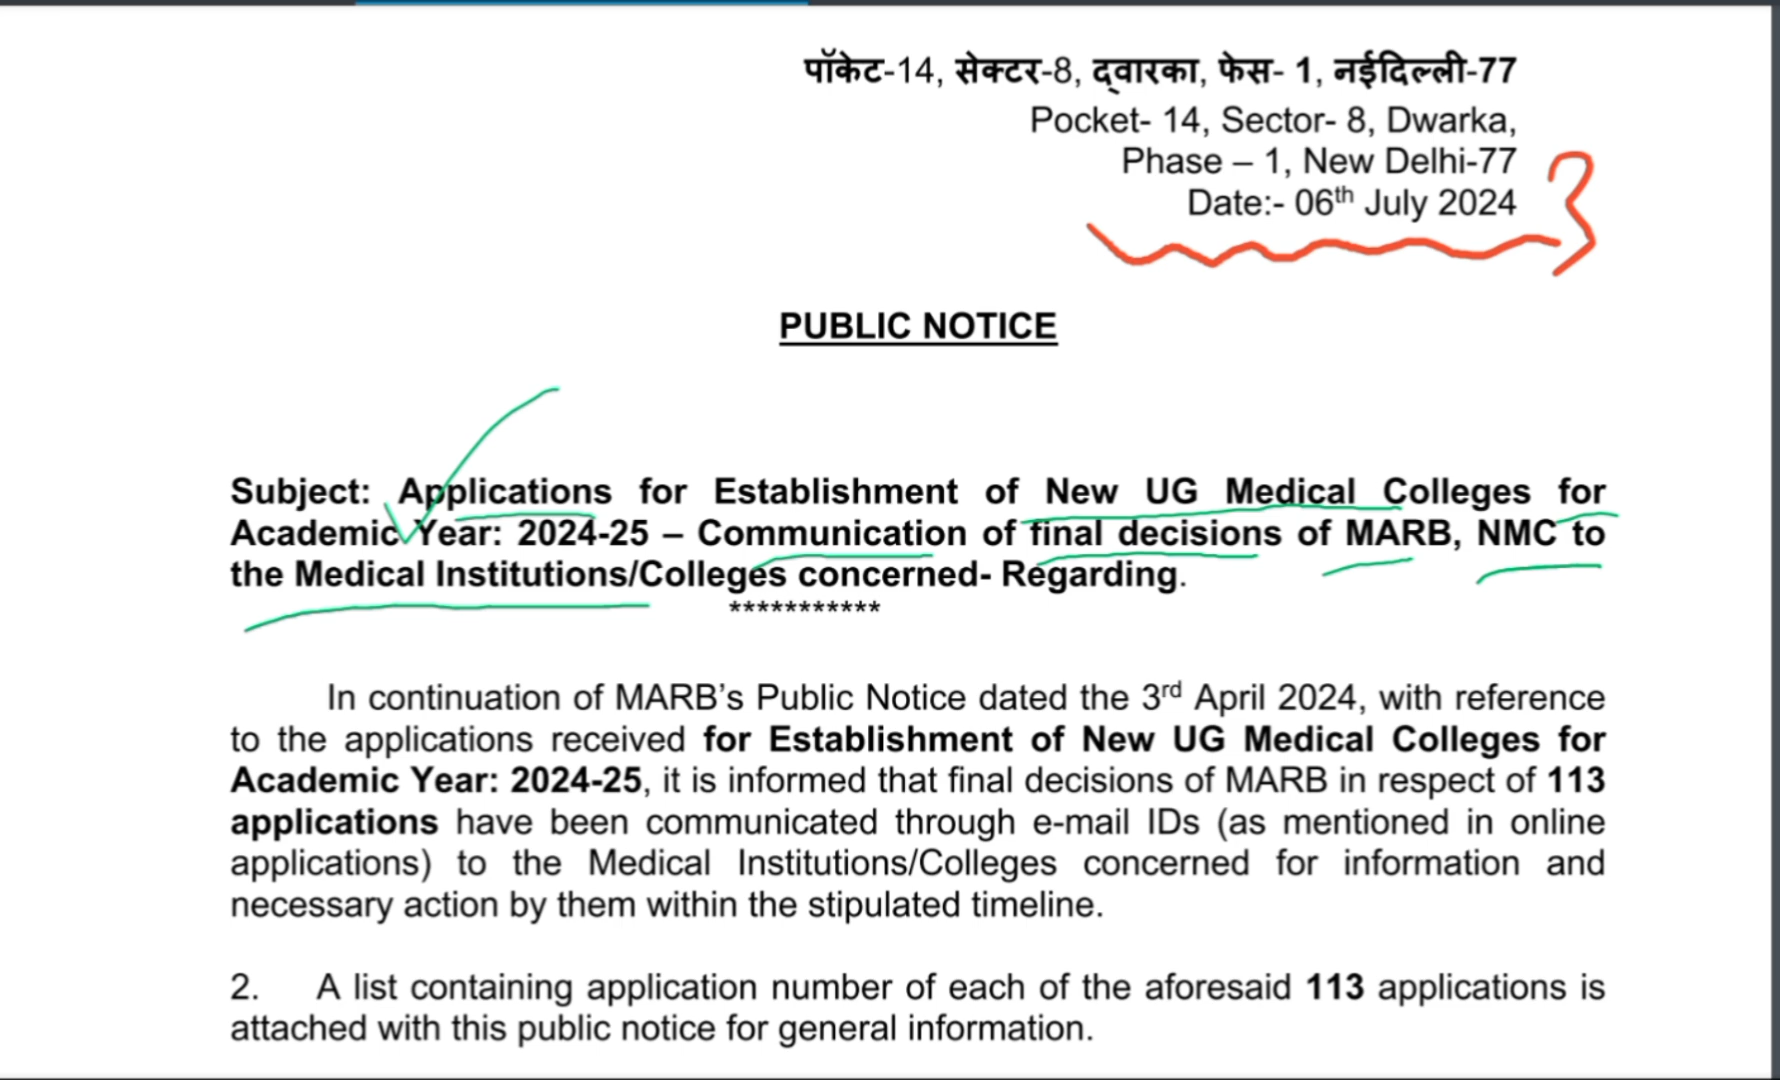 पॉकेट-14, सेक्टर-8, द्वारका, फेस- 1, नईदिल्ली-77
Pocket- 14, Sector- 8, Dwarka,
Phase – 1, New Delhi-77
Date:- 06th July 2024
PUBLIC NOTICE
Subject: Applications for Establishment of New UG Medical Colleges for
Academic Year: 2024-25 – Communication of final decisions of MARB, NMC to
the Medical Institutions/Colleges concerned- Regarding.
***********
In continuation of MARB’s Public Notice dated the 3rd April 2024, with reference
to the applications received for Establishment of New UG Medical Colleges for
Academic Year: 2024-25, it is informed that final decisions of MARB in respect of 113
applications have been communicated through e-mail IDs (as mentioned in online
applications) to the Medical Institutions/Colleges concerned for information and
necessary action by them within the stipulated timeline.
2. A list containing application number of each of the aforesaid 113 applications is
attached with this public notice for general information.